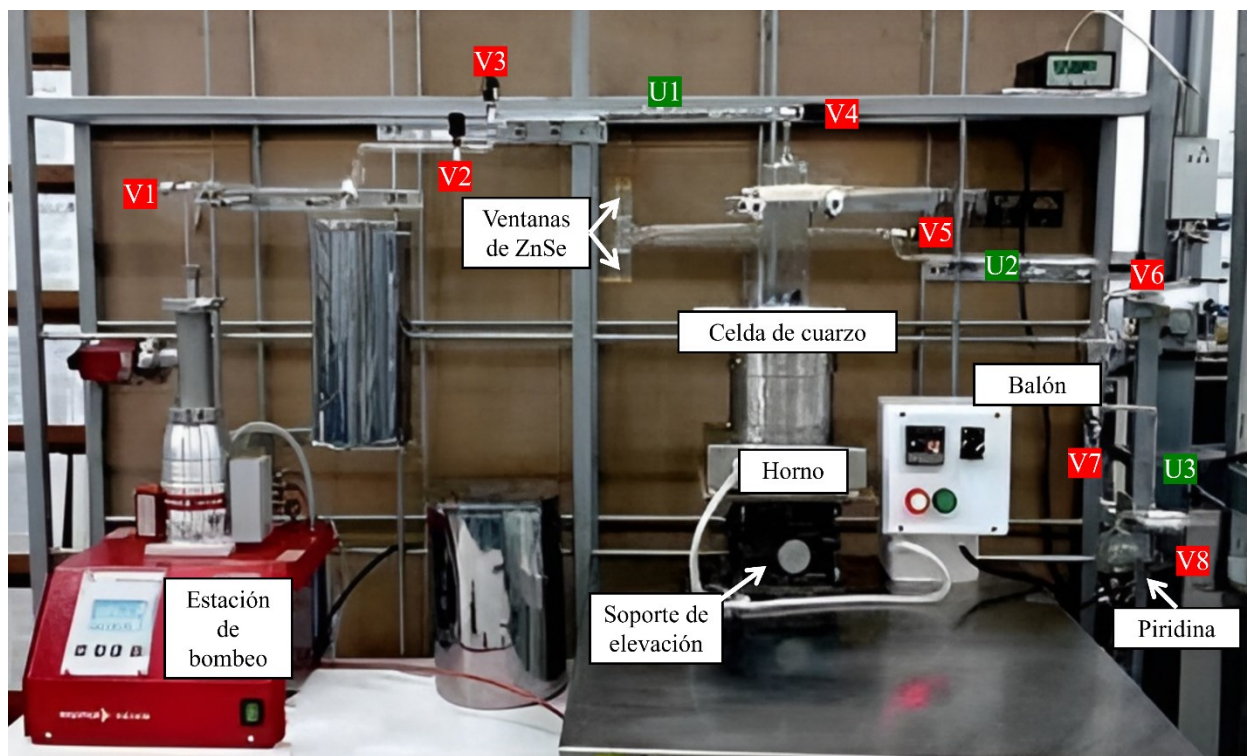 V3
U1
V4
V2
V1
Ventanas
de ZnSe
V5
U2
V6
Celda de cuarzo
Balón
V7
U3
Horno
V8
Estación
de
bombeo
Soporte de
elevación
Piridina